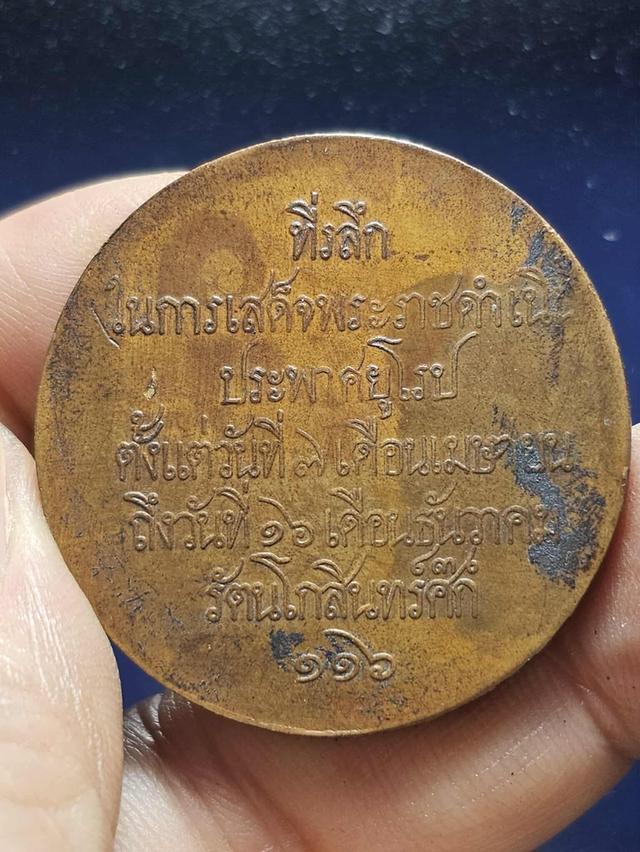 ที่รลึก
ในการเสด็จพระราชดำเนิน
ประพาศยุโรป
ตั้งแต่วันที่ ๗ เดือนเมษายน
ถึงวันที่ ๑๖ เดือนธันวาคม
รัตนโกสินทร์ศ๊ก
๑๑๖